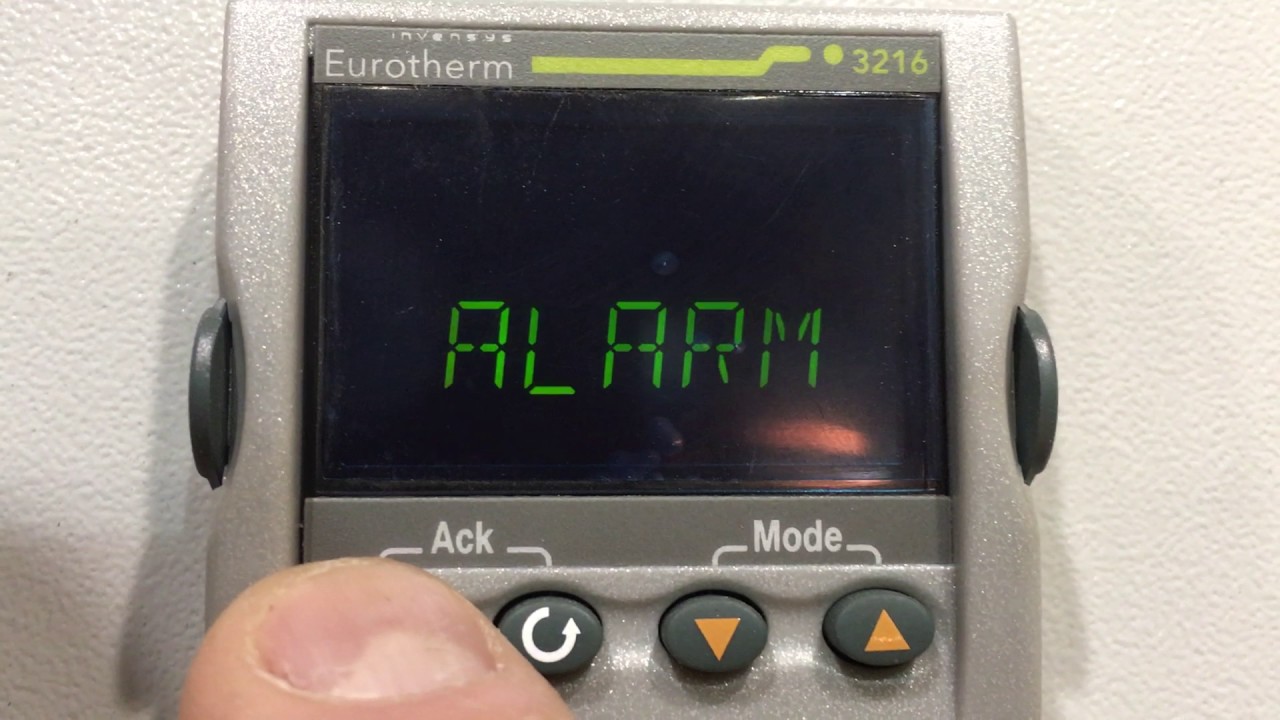 invensys
Eurotherm 3216
ALARM
Ack Mode